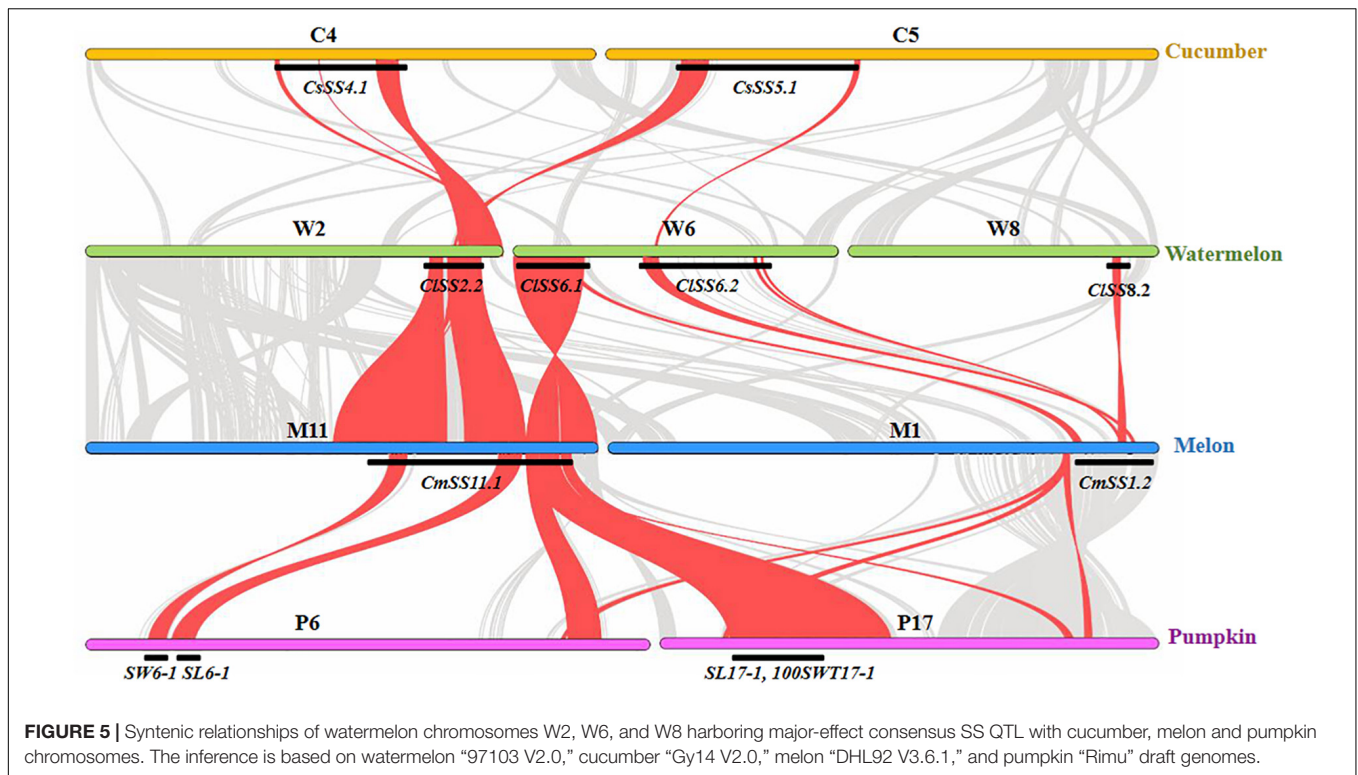 C4
C5
Cucumber
CsSS4.1
CsSS5.1
W2
W6
W8
Watermelon
ClSS2.2
ClSS6.1
ClSS6.2
ClSS8.2
M11
M1
Melon
CmSS11.1
CmSS1.2
P6
P17
Pumpkin
SW6-1 SL6-1
SL17-1, 100SWT17-1
FIGURE 5 | Syntenic relationships of watermelon chromosomes W2, W6, and W8 harboring major-effect consensus SS QTL with cucumber, melon and pumpkin
chromosomes. The inference is based on watermelon “97103 V2.0,” cucumber “Gy14 V2.0,” melon “DHL92 V3.6.1,” and pumpkin “Rimu” draft genomes.